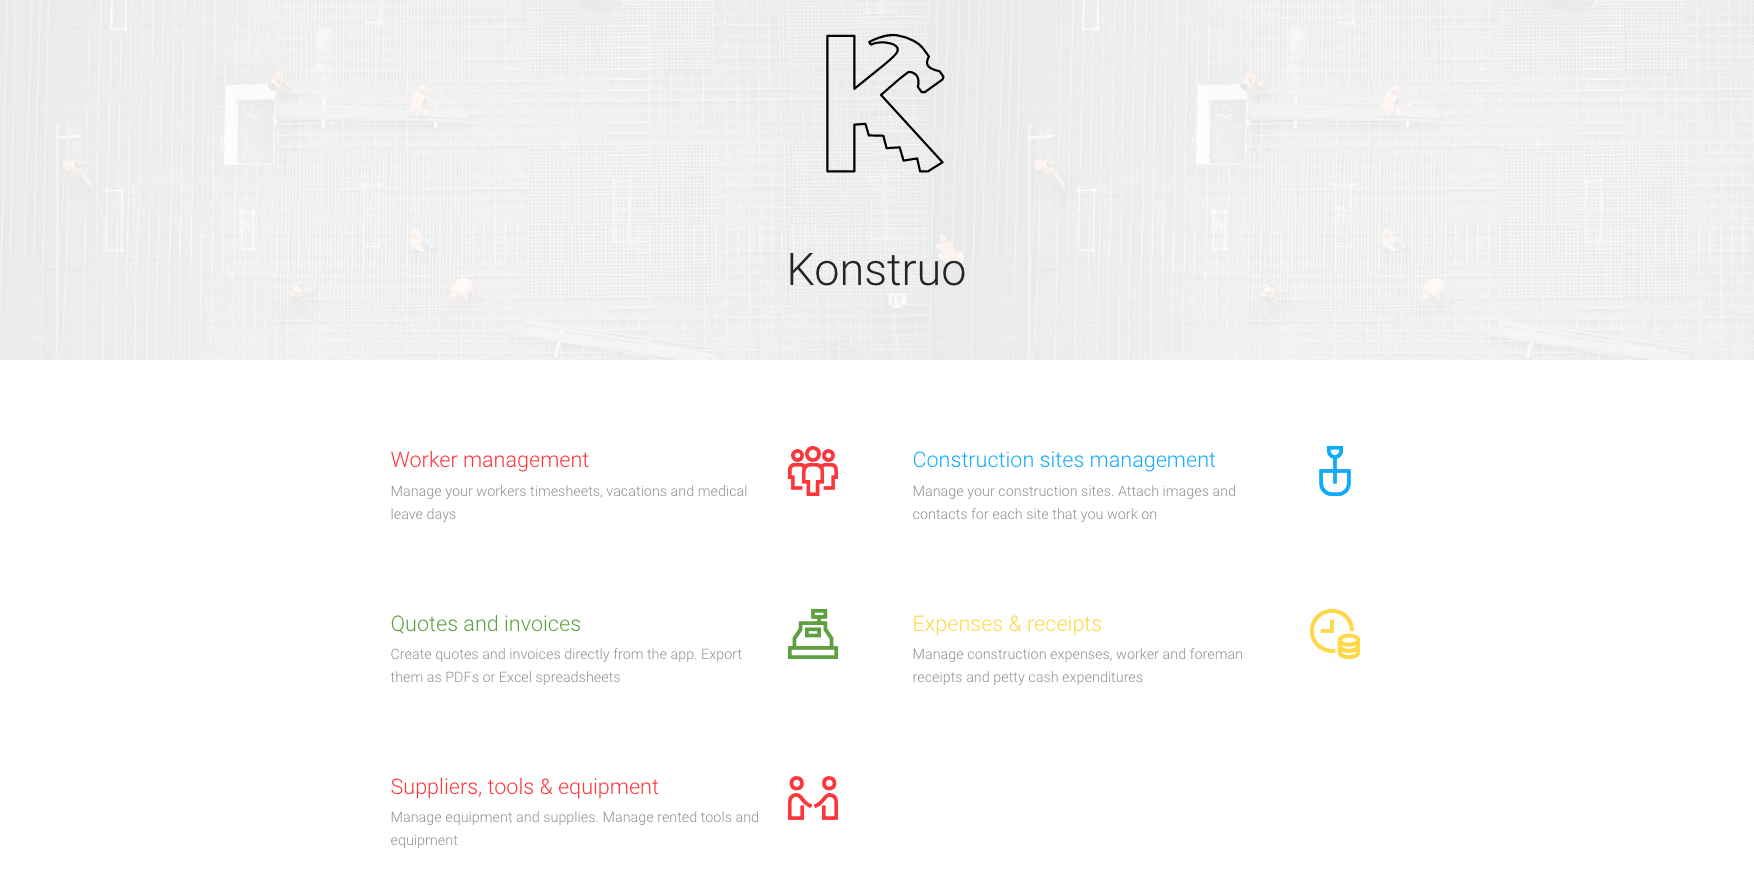 Konstruo
Worker management
Manage your workers timesheets, vacations and medical
leave days
Construction sites management
Manage your construction sites. Attach images and
contacts for each site that you work on
Quotes and invoices
Create quotes and invoices directly from the app. Export
them as PDFs or Excel spreadsheets
Expenses & receipts
Manage construction expenses, worker and foreman
receipts and petty cash expenditures
Suppliers, tools & equipment
Manage equipment and supplies. Manage rented tools and
equipment